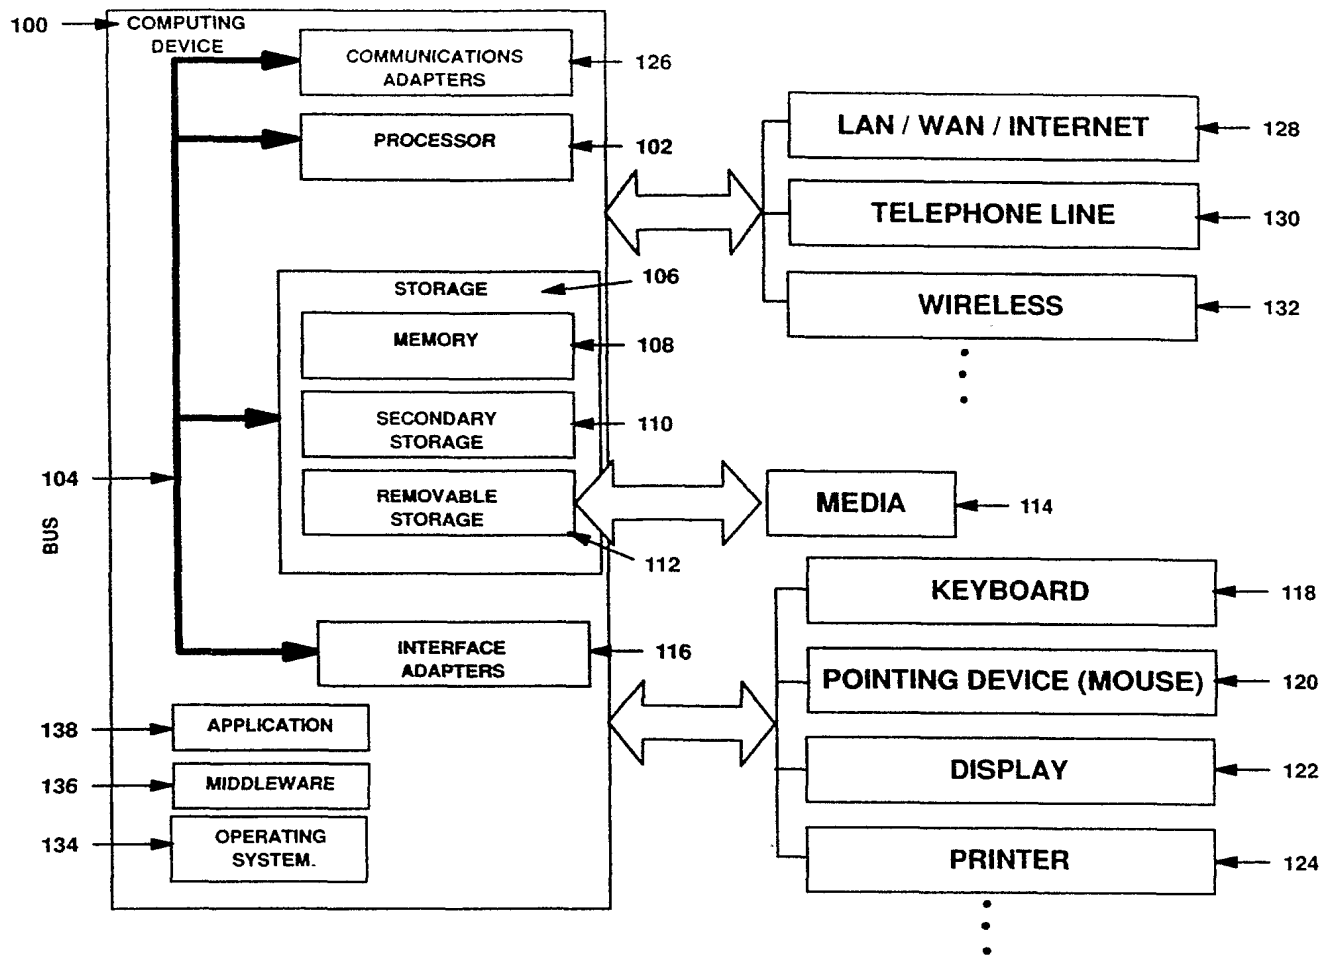 100
COMPUTING
DEVICE
COMMUNICATIONS
ADAPTERS
126
PROCESSOR
102
STORAGE
106
MEMORY
108
SECONDARY
STORAGE
110
REMOVABLE
STORAGE
112
104
BUS
INTERFACE
ADAPTERS
116
138
APPLICATION
136
MIDDLEWARE
134
OPERATING
SYSTEM.
LAN / WAN / INTERNET
128
TELEPHONE LINE
130
WIRELESS
132
MEDIA
114
KEYBOARD
118
POINTING DEVICE (MOUSE)
120
DISPLAY
122
PRINTER
124